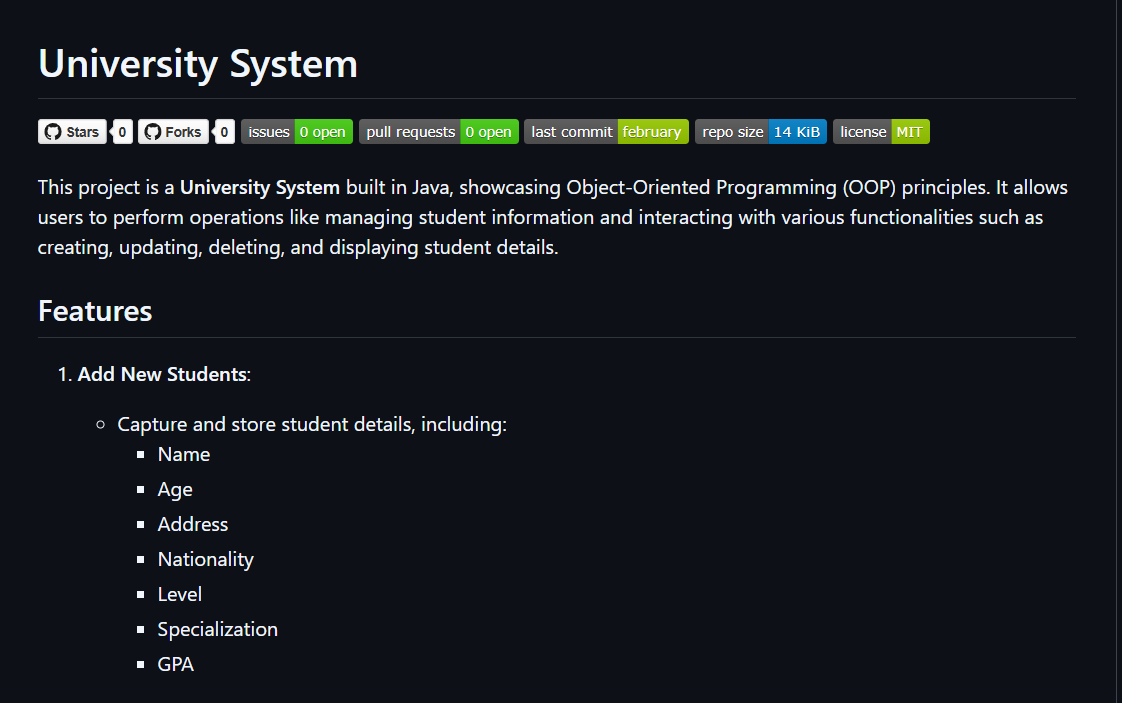 University System
Stars 0 Forks 0 issues 0 open pull requests 0 open last commit february repo size 14 KiB license MIT
This project is a University System built in Java, showcasing Object-Oriented Programming (OOP) principles. It allows
users to perform operations like managing student information and interacting with various functionalities such as
creating, updating, deleting, and displaying student details.
Features
1. Add New Students:
Capture and store student details, including:
Name
Age
Address
Nationality
Level
Specialization
GPA